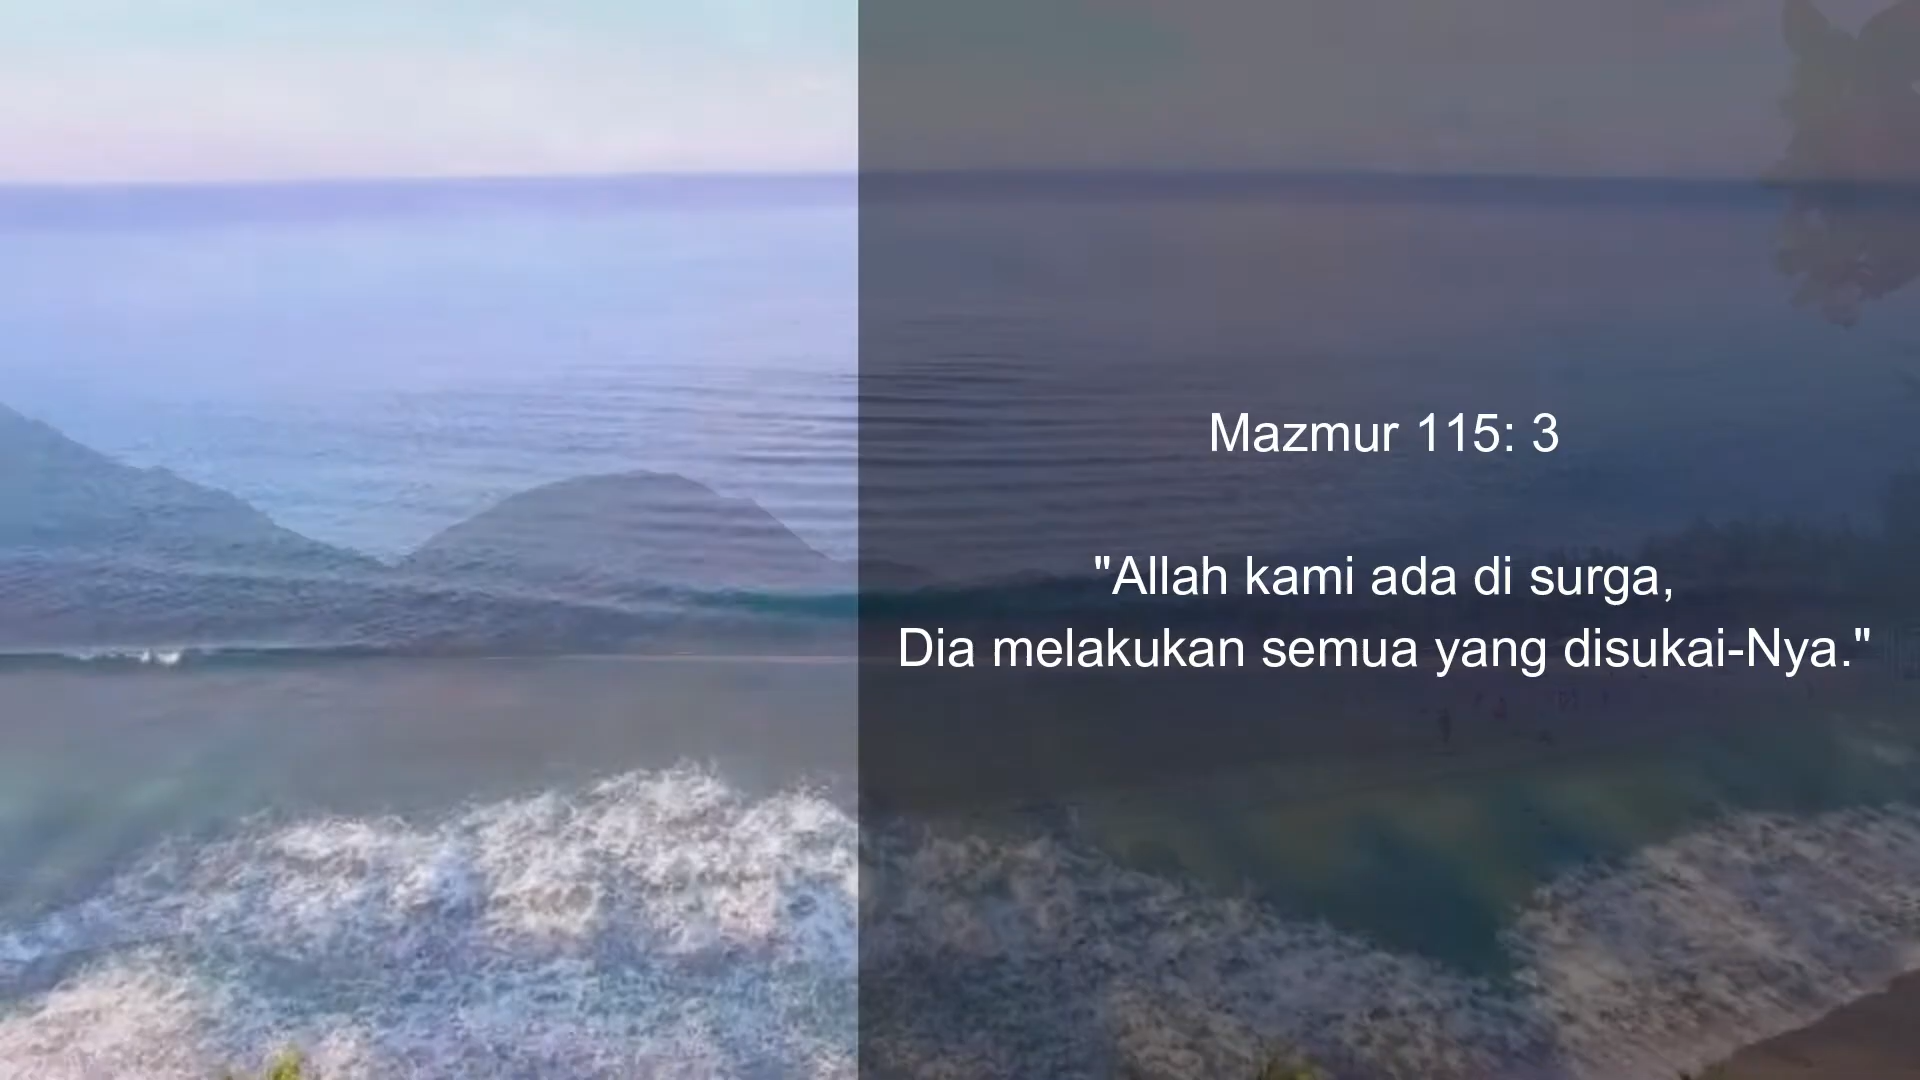 Mazmur 115: 3
"Allah kami ada di surga,
Dia melakukan semua yang disukai-Nya."